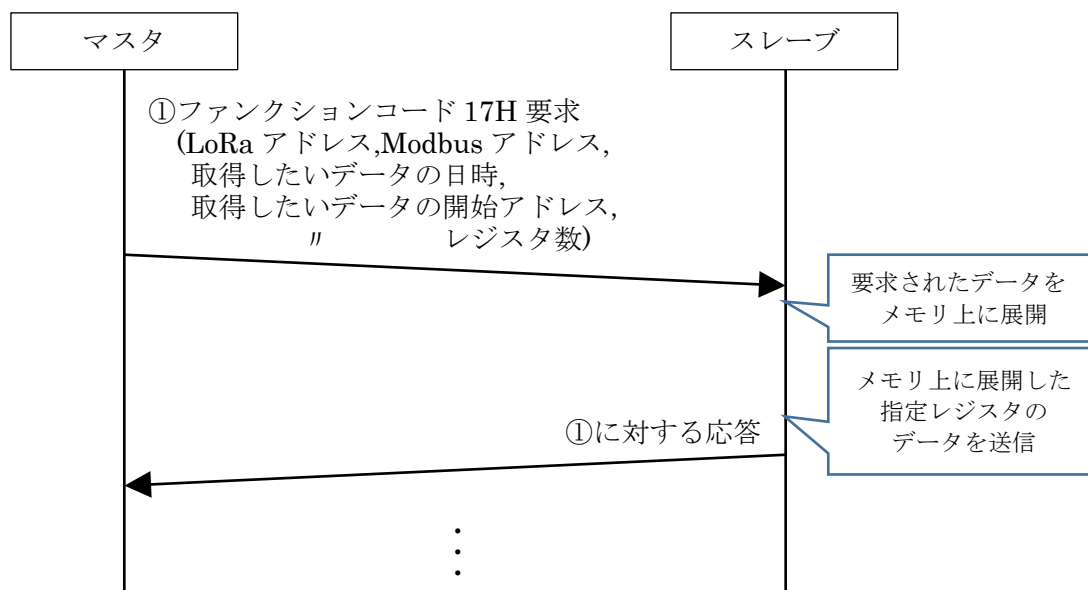 マスタ
スレーブ
①ファンクションコード 17H 要求
(LoRa アドレス,Modbus アドレス,
取得したいデータの日時,
取得したいデータの開始アドレス,
〃 レジスタ数)
要求されたデータを
メモリ上に展開
メモリ上に展開した
指定レジスタの
データを送信
①に対する応答